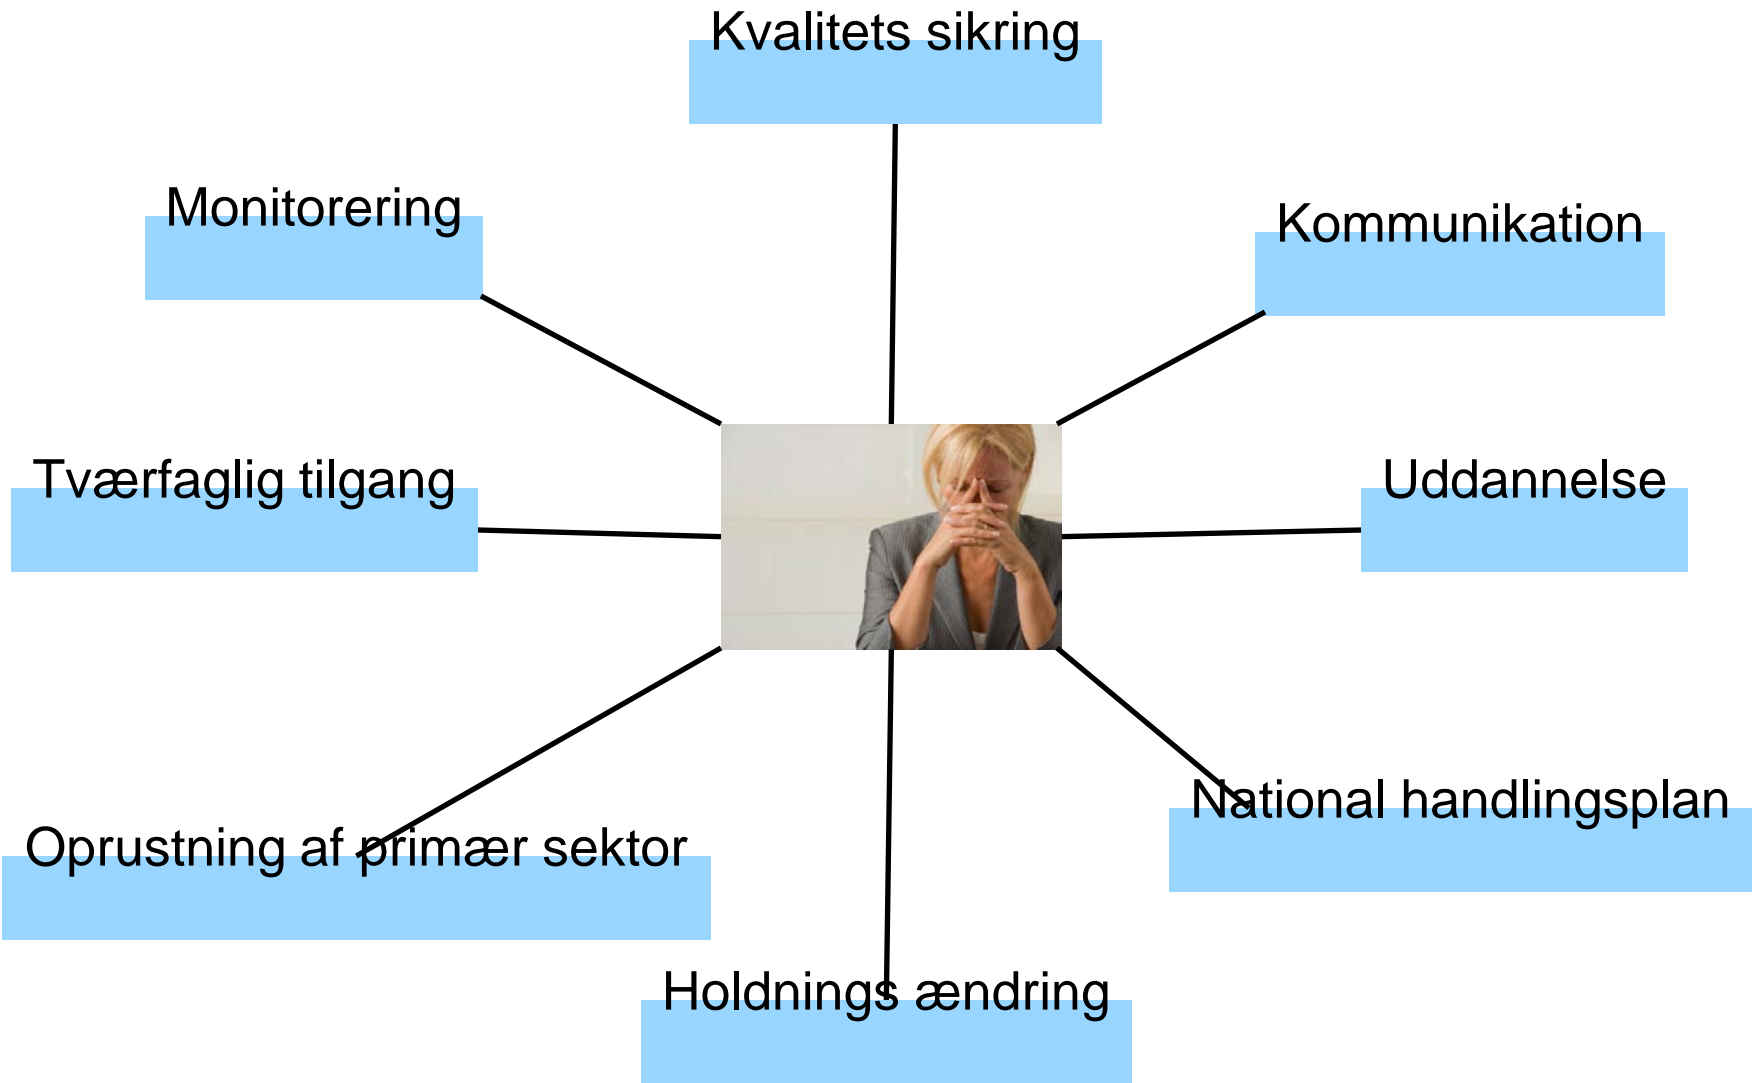 Kvalitets sikring
Monitorering
Kommunikation
Tværfaglig tilgang
Uddannelse
National handlingsplan
Oprustning af primær sektor
Holdnings ændring